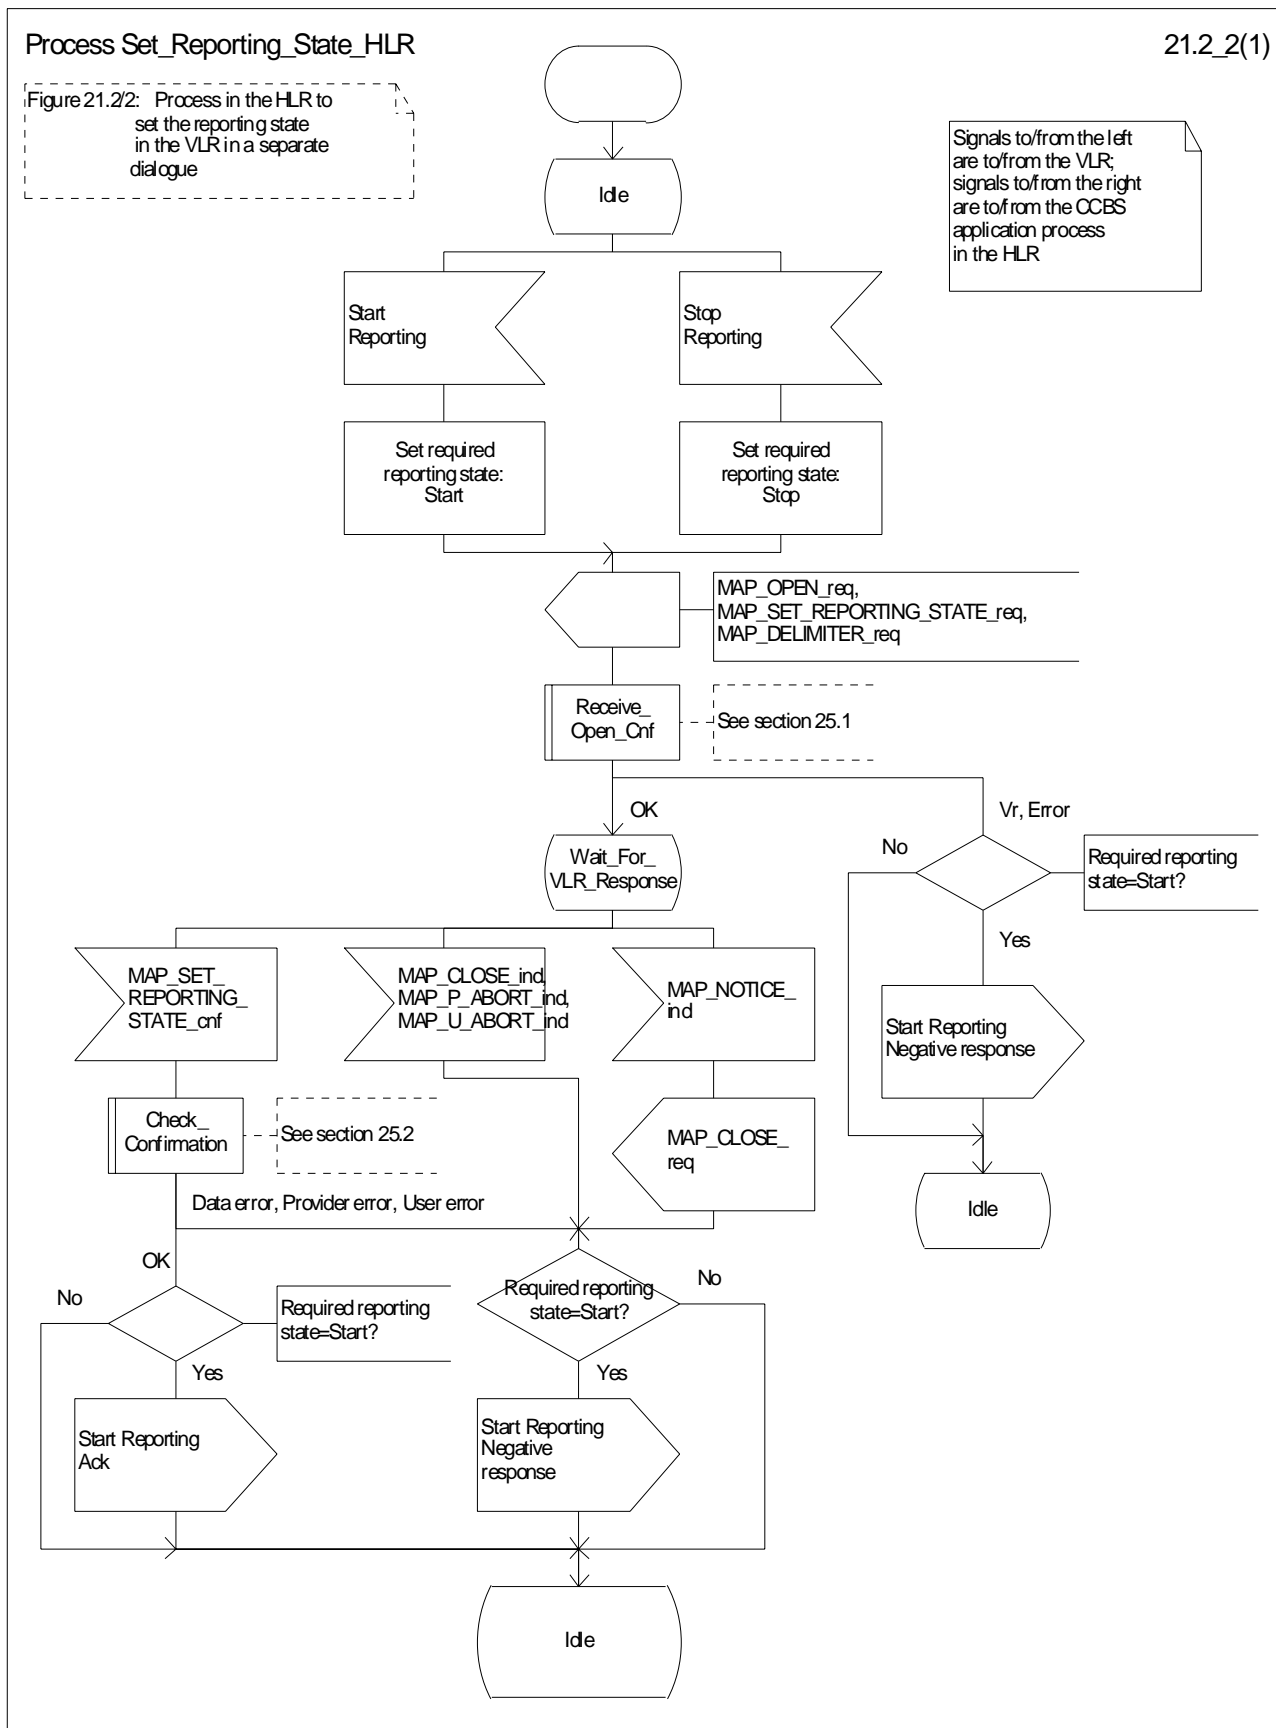 Process Set_Reporting_State_HLR
21.2_2(1)
Figure 21.2/2: Process in the HLR to
set the reporting state
in the VLR in a separate
dialogue
Signals to/from the left
are to/from the VLR;
signals to/from the right
are to/from the CCBS
application process
in the HLR
Idle
Start
Reporting
Stop
Reporting
Set required
reporting state:
Start
Set required
reporting state:
Stop
MAP_OPEN_req,
MAP_SET_REPORTING_STATE_req,
MAP_DELIMITER_req
Receive_
Open_Cnf
See section 25.1
OK
Vr, Error
Wait_For_
VLR_Response
No
Required reporting
state=Start?
Yes
MAP_SET_
REPORTING_
STATE_cnf
MAP_CLOSE_ind,
MAP_P_ABORT_ind,
MAP_U_ABORT_ind
MAP_NOTICE_
ind
Start Reporting
Negative response
Check_
Confirmation
See section 25.2
MAP_CLOSE_
req
Data error, Provider error, User error
Idle
OK
No
Required reporting
state=Start?
Required reporting
state=Start?
No
Yes
Yes
Start Reporting
Ack
Start Reporting
Negative
response
Idle